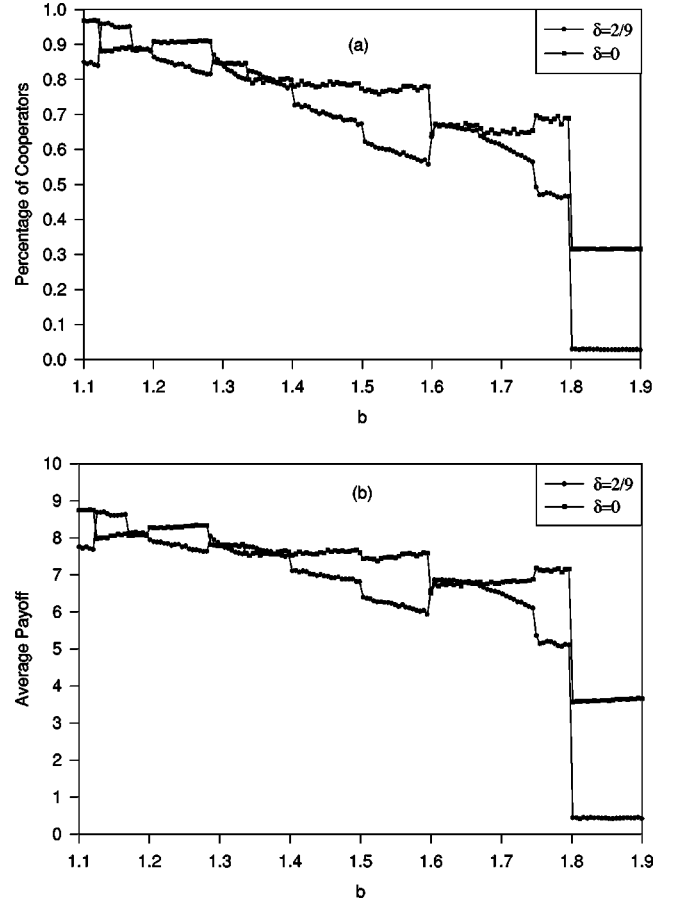 1.0
0.9
0.8
0.7
0.6
0.5
0.4
0.3
0.2
0.1
0.0
Percentage of Cooperators
(a)
δ=2/9
δ=0
1.1 1.2 1.3 1.4 1.5 1.6 1.7 1.8 1.9
b
10
9
8
7
6
5
4
3
2
1
0
Average Payoff
(b)
δ=2/9
δ=0
1.1 1.2 1.3 1.4 1.5 1.6 1.7 1.8 1.9
b